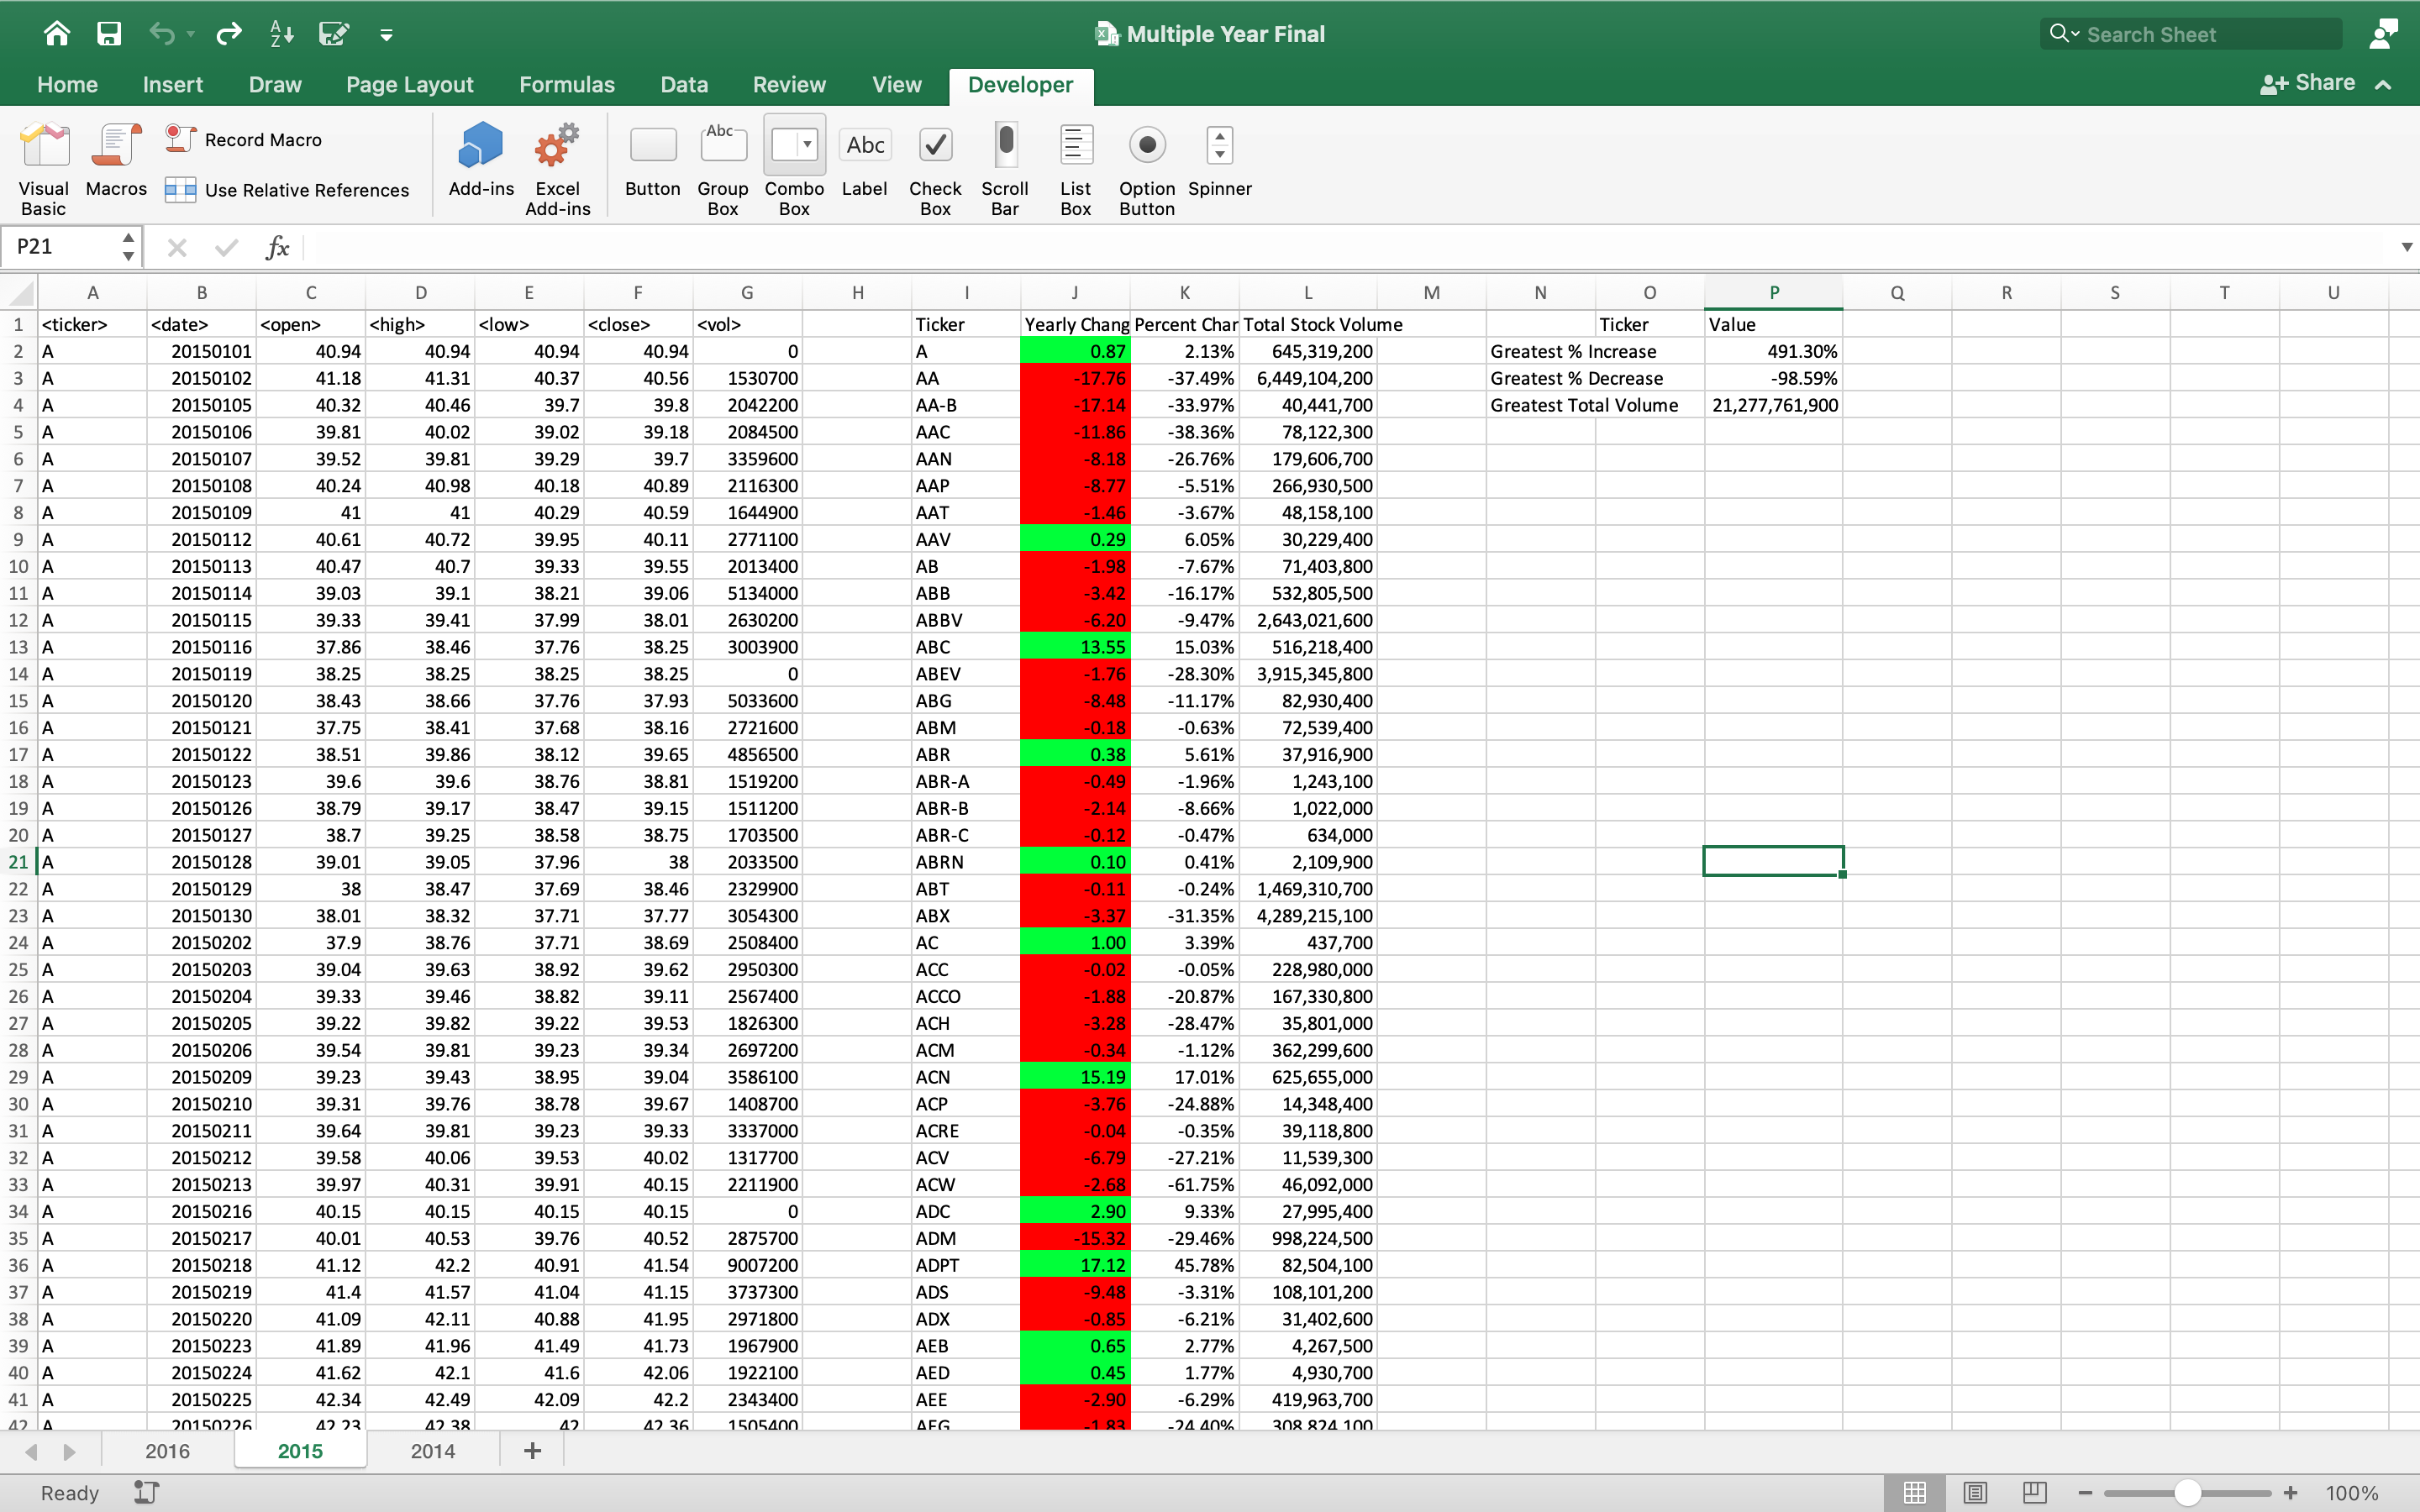 Multiple Year Final
Search Sheet
Home Insert Draw Page Layout Formulas Data Review View Developer
Share
Record Macro
Use Relative References
Visual Basic Macros Add-ins Excel Add-ins Button Group Box Combo Box Label Check Box Scroll Bar List Box Option Button Spinner
Abc Abc
P21 fx
A B C D E F G H I J K L M N O P Q R S T U
1 <ticker> <date> <open> <high> <low> <close> <vol> Ticker Yearly Chang Percent Char Total Stock Volume Ticker Value
2 A 20150101 40.94 40.94 40.94 40.94 0 A 0.87 2.13% 645,319,200 Greatest % Increase 491.30%
3 A 20150102 41.18 41.31 40.37 40.56 1530700 AA -17.76 -37.49% 6,449,104,200 Greatest % Decrease -98.59%
4 A 20150105 40.32 40.46 39.7 39.8 2042200 AA-B -17.14 -33.97% 40,441,700 Greatest Total Volume 21,277,761,900
5 A 20150106 39.81 40.02 39.02 39.18 2084500 AAC -11.86 -38.36% 78,122,300
6 A 20150107 39.52 39.81 39.29 39.7 3359600 AAN -8.18 -26.76% 179,606,700
7 A 20150108 40.24 40.98 40.18 40.89 2116300 AAP -8.77 -5.51% 266,930,500
8 A 20150109 41 41 40.29 40.59 1644900 AAT -1.46 -3.67% 48,158,100
9 A 20150112 40.61 40.72 39.95 40.11 2771100 AAV 0.29 6.05% 30,229,400
10 A 20150113 40.47 40.7 39.33 39.55 2013400 AB -1.98 -7.67% 71,403,800
11 A 20150114 39.03 39.1 38.21 39.06 5134000 ABB -3.42 -16.17% 532,805,500
12 A 20150115 39.33 39.41 37.99 38.01 2630200 ABBV -6.20 -9.47% 2,643,021,600
13 A 20150116 37.86 38.46 37.76 38.25 3003900 ABC 13.55 15.03% 516,218,400
14 A 20150119 38.25 38.25 38.25 38.25 0 ABEV -1.76 -28.30% 3,915,345,800
15 A 20150120 38.43 38.66 37.76 37.93 5033600 ABG -8.48 -11.17% 82,930,400
16 A 20150121 37.75 38.41 37.68 38.16 2721600 ABM -0.18 -0.63% 72,539,400
17 A 20150122 38.51 39.86 38.12 39.65 4856500 ABR 0.38 5.61% 37,916,900
18 A 20150123 39.6 39.6 38.76 38.81 1519200 ABR-A -0.49 -1.96% 1,243,100
19 A 20150126 38.79 39.17 38.47 39.15 1511200 ABR-B -2.14 -8.66% 1,022,000
20 A 20150127 38.7 39.25 38.58 38.75 1703500 ABR-C -0.12 -0.47% 634,000
21 A 20150128 39.01 39.05 37.96 38 2033500 ABRN 0.10 0.41% 2,109,900
22 A 20150129 38 38.47 37.69 38.46 2329900 ABT -0.11 -0.24% 1,469,310,700
23 A 20150130 38.01 38.32 37.71 37.77 3054300 ABX -3.37 -31.35% 4,289,215,100
24 A 20150202 37.9 38.76 37.71 38.69 2508400 AC 1.00 3.39% 437,700
25 A 20150203 39.04 39.63 38.92 39.62 2950300 ACC -0.02 -0.05% 228,980,000
26 A 20150204 39.33 39.46 38.82 39.11 2567400 ACCO -1.88 -20.87% 167,330,800
27 A 20150205 39.22 39.82 39.22 39.53 1826300 ACH -3.28 -28.47% 35,801,000
28 A 20150206 39.54 39.81 39.23 39.34 2697200 ACM -0.34 -1.12% 362,299,600
29 A 20150209 39.23 39.43 38.95 39.04 3586100 ACN 15.19 17.01% 625,655,000
30 A 20150210 39.31 39.76 38.78 39.67 1408700 ACP -3.76 -24.88% 14,348,400
31 A 20150211 39.64 39.81 39.23 39.33 3337000 ACRE -0.04 -0.35% 39,118,800
32 A 20150212 39.58 40.06 39.53 40.02 1317700 ACV -6.79 -27.21% 11,539,300
33 A 20150213 39.97 40.31 39.91 40.15 2211900 ACW -2.68 -61.75% 46,092,000
34 A 20150216 40.15 40.15 40.15 40.15 0 ADC 2.90 9.33% 27,995,400
35 A 20150217 40.01 40.53 39.76 40.52 2875700 ADM -15.32 -29.46% 998,224,500
36 A 20150218 41.12 42.2 40.91 41.54 9007200 ADPT 17.12 45.78% 82,504,100
37 A 20150219 41.4 41.57 41.04 41.15 3737300 ADS -9.48 -3.31% 108,101,200
38 A 20150220 41.09 42.11 40.88 41.95 2971800 ADX -0.85 -6.21% 31,402,600
39 A 20150223 41.89 41.96 41.49 41.73 1967900 AEB 0.65 2.77% 4,267,500
40 A 20150224 41.62 42.1 41.6 42.06 1922100 AED 0.45 1.77% 4,930,700
41 A 20150225 42.34 42.49 42.09 42.2 2343400 AEE -2.90 -6.29% 419,963,700
42 A 20150226 42.23 42.38 42 42.36 1505400 AEG -1.83 -24.40% 308,824,100
2016 2015 2014
Ready 100%